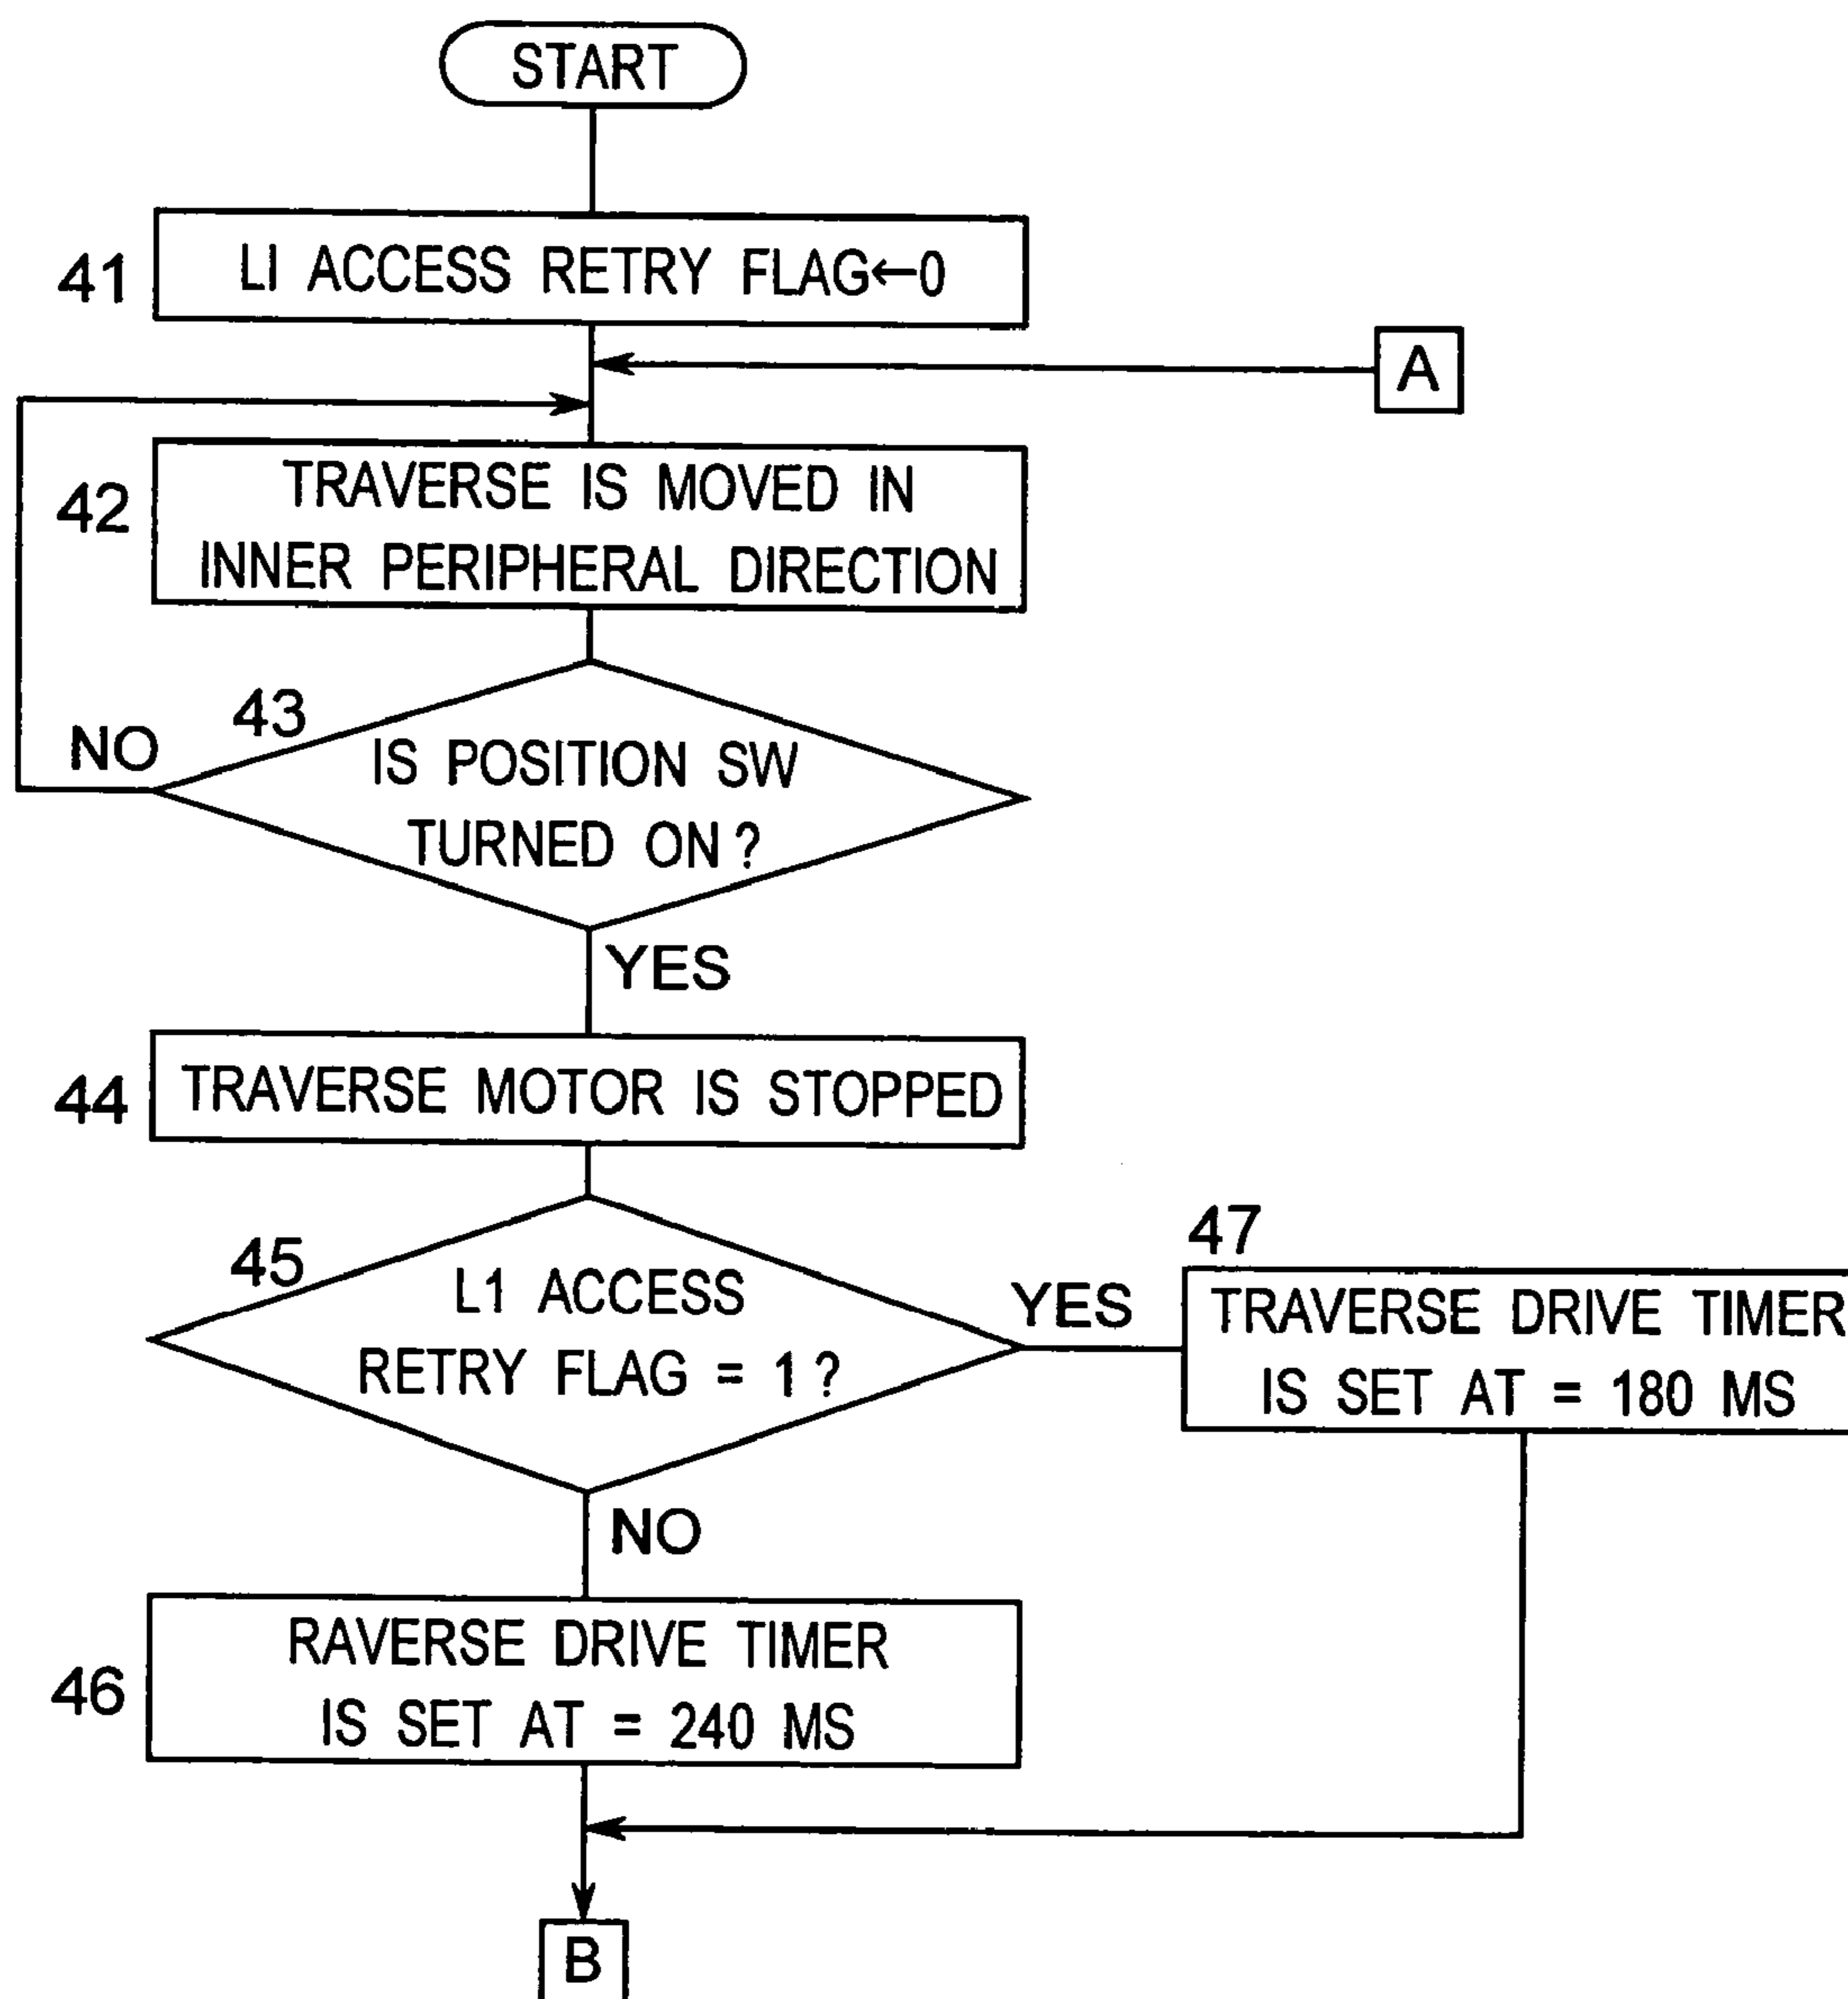 START
41
LI ACCESS RETRY FLAG←0
A
42
TRAVERSE IS MOVED IN
INNER PERIPHERAL DIRECTION
43
NO
IS POSITION SW
TURNED ON?
YES
44
TRAVERSE MOTOR IS STOPPED
45
L1 ACCESS
RETRY FLAG = 1?
YES
47
TRAVERSE DRIVE TIMER
IS SET AT = 180 MS
NO
46
RAVERSE DRIVE TIMER
IS SET AT = 240 MS
B